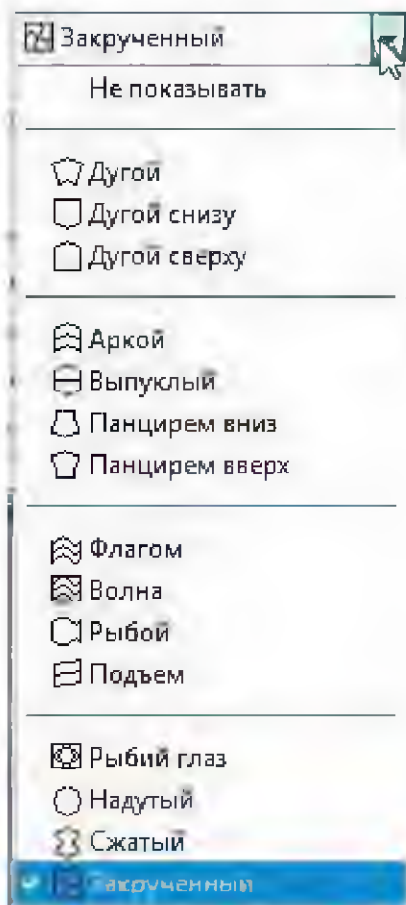 Закрученный
Не показывать
Дугой
Дугой снизу
Дугой сверху
Аркой
Выпуклый
Панцирем вниз
Панцирем вверх
Флагом
Волна
Рыбой
Подъем
Рыбий глаз
Надутый
Сжатый
Закрученный